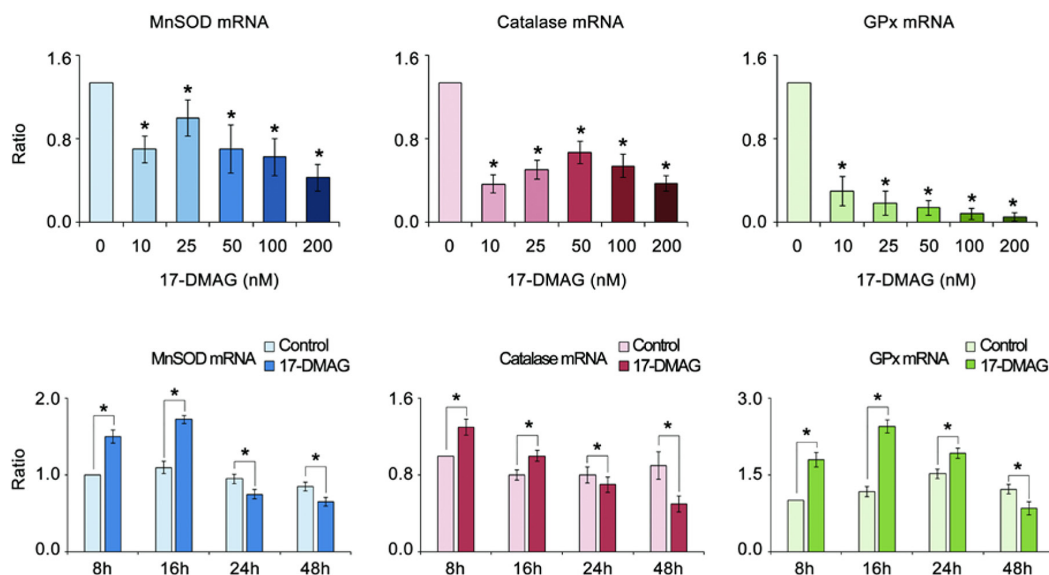 MnSOD mRNA
1.6
0.8
0.0
Ratio
*
*
*
*
*
0 10 25 50 100 200
17-DMAG (nM)
Catalase mRNA
1.6
0.8
0.0
*
*
*
*
*
0 10 25 50 100 200
17-DMAG (nM)
GPx mRNA
1.6
0.8
0.0
*
*
*
*
*
0 10 25 50 100 200
17-DMAG (nM)
MnSOD mRNA
Control
17-DMAG
2.0
1.0
0.0
Ratio
*
*
*
*
8h 16h 24h 48h
Catalase mRNA
Control
17-DMAG
1.6
0.8
0.0
*
*
*
*
8h 16h 24h 48h
GPx mRNA
Control
17-DMAG
3.0
1.5
0.0
*
*
*
*
8h 16h 24h 48h